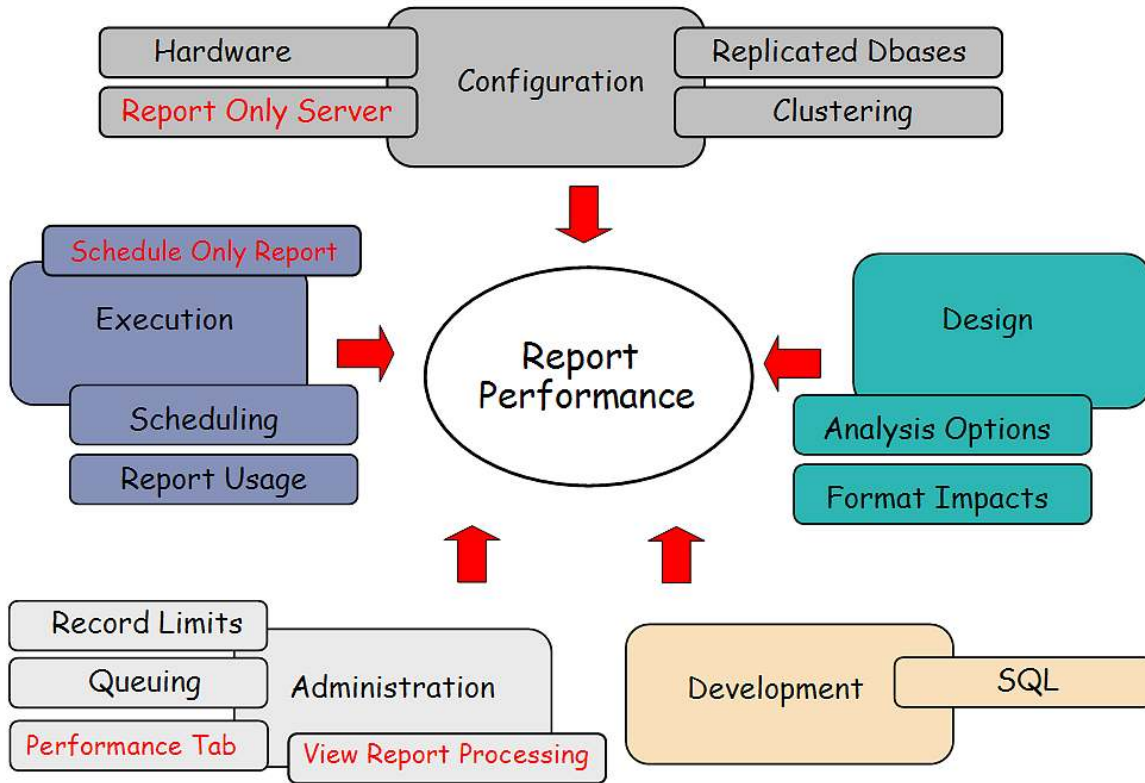 Hardware
Report Only Server
Configuration
Replicated Dbases
Clustering
Schedule Only Report
Execution
Scheduling
Report Usage
Report
Performance
Design
Analysis Options
Format Impacts
Record Limits
Queuing
Performance Tab
Administration
View Report Processing
Development
SQL